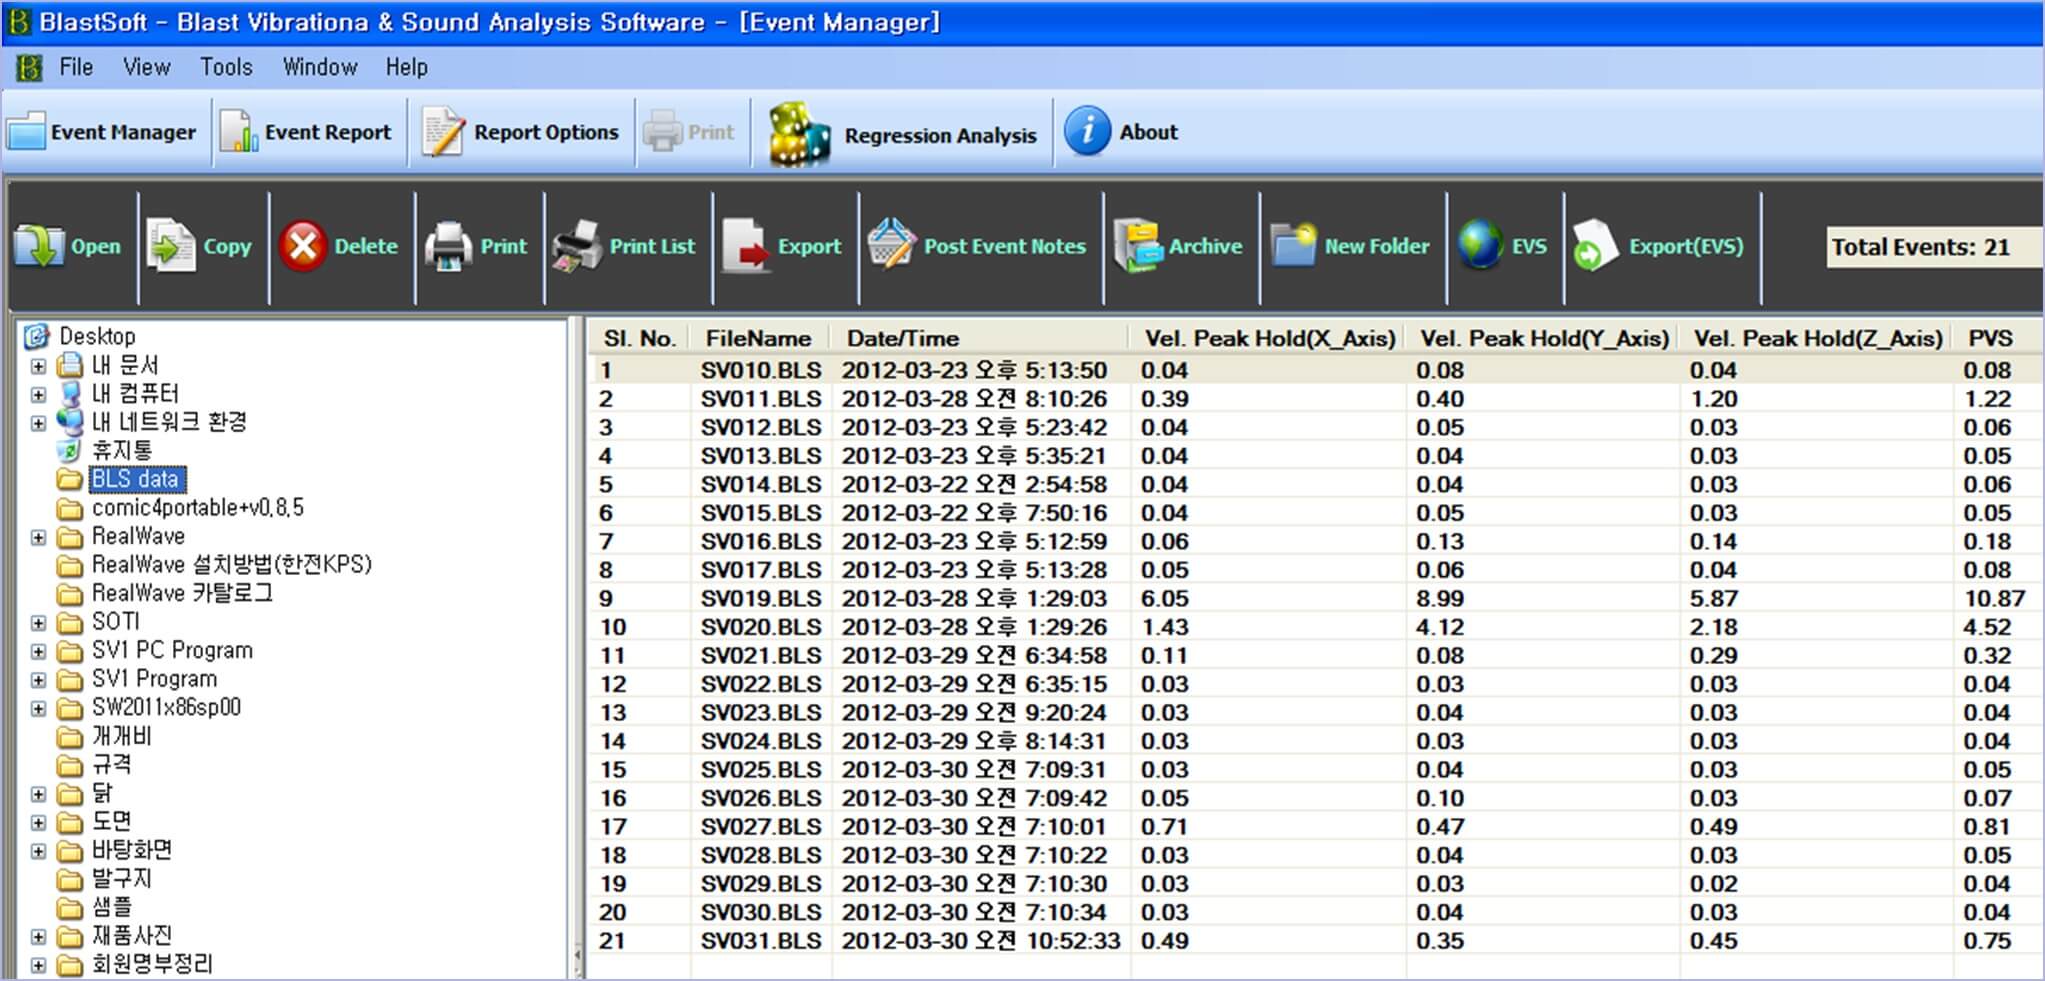 BlastSoft - Blast Vibrationa & Sound Analysis Software - [Event Manager]
File View Tools Window Help
Event Manager Event Report Report Options Print Regression Analysis About
Open Copy Delete Print Print List Export Post Event Notes Archive New Folder EVS Export(EVS) Total Events: 21
Desktop
내 문서
내 컴퓨터
내 네트워크 환경
휴지통
BLS data
comic4portable+v0.8.5
RealWave
RealWave 설치방법(한전KPS)
RealWave 카탈로그
SOTI
SV1 PC Program
SV1 Program
SW2011x86sp00
개개비
규격
닭
도면
바탕화면
발구지
샘플
재품사진
회원명부정리
Sl. No. FileName Date/Time Vel. Peak Hold(X_Axis) Vel. Peak Hold(Y_Axis) Vel. Peak Hold(Z_Axis) PVS
1 SV010.BLS 2012-03-23 오후 5:13:50 0.04 0.08 0.04 0.08
2 SV011.BLS 2012-03-28 오전 8:10:26 0.39 0.40 1.20 1.22
3 SV012.BLS 2012-03-23 오후 5:23:42 0.04 0.05 0.03 0.06
4 SV013.BLS 2012-03-23 오후 5:35:21 0.04 0.04 0.03 0.05
5 SV014.BLS 2012-03-22 오전 2:54:58 0.04 0.04 0.03 0.06
6 SV015.BLS 2012-03-22 오후 7:50:16 0.04 0.05 0.03 0.05
7 SV016.BLS 2012-03-23 오후 5:12:59 0.06 0.13 0.14 0.18
8 SV017.BLS 2012-03-23 오후 5:13:28 0.05 0.06 0.04 0.08
9 SV019.BLS 2012-03-28 오후 1:29:03 6.05 8.99 5.87 10.87
10 SV020.BLS 2012-03-28 오후 1:29:26 1.43 4.12 2.18 4.52
11 SV021.BLS 2012-03-29 오전 6:34:58 0.11 0.08 0.29 0.32
12 SV022.BLS 2012-03-29 오전 6:35:15 0.03 0.03 0.03 0.04
13 SV023.BLS 2012-03-29 오전 9:20:24 0.03 0.04 0.03 0.04
14 SV024.BLS 2012-03-29 오후 8:14:31 0.03 0.03 0.03 0.04
15 SV025.BLS 2012-03-30 오전 7:09:31 0.03 0.04 0.03 0.05
16 SV026.BLS 2012-03-30 오전 7:09:42 0.05 0.10 0.03 0.07
17 SV027.BLS 2012-03-30 오전 7:10:01 0.71 0.47 0.49 0.81
18 SV028.BLS 2012-03-30 오전 7:10:22 0.03 0.04 0.03 0.05
19 SV029.BLS 2012-03-30 오전 7:10:30 0.03 0.03 0.02 0.04
20 SV030.BLS 2012-03-30 오전 7:10:34 0.03 0.04 0.03 0.04
21 SV031.BLS 2012-03-30 오전 10:52:33 0.49 0.35 0.45 0.75